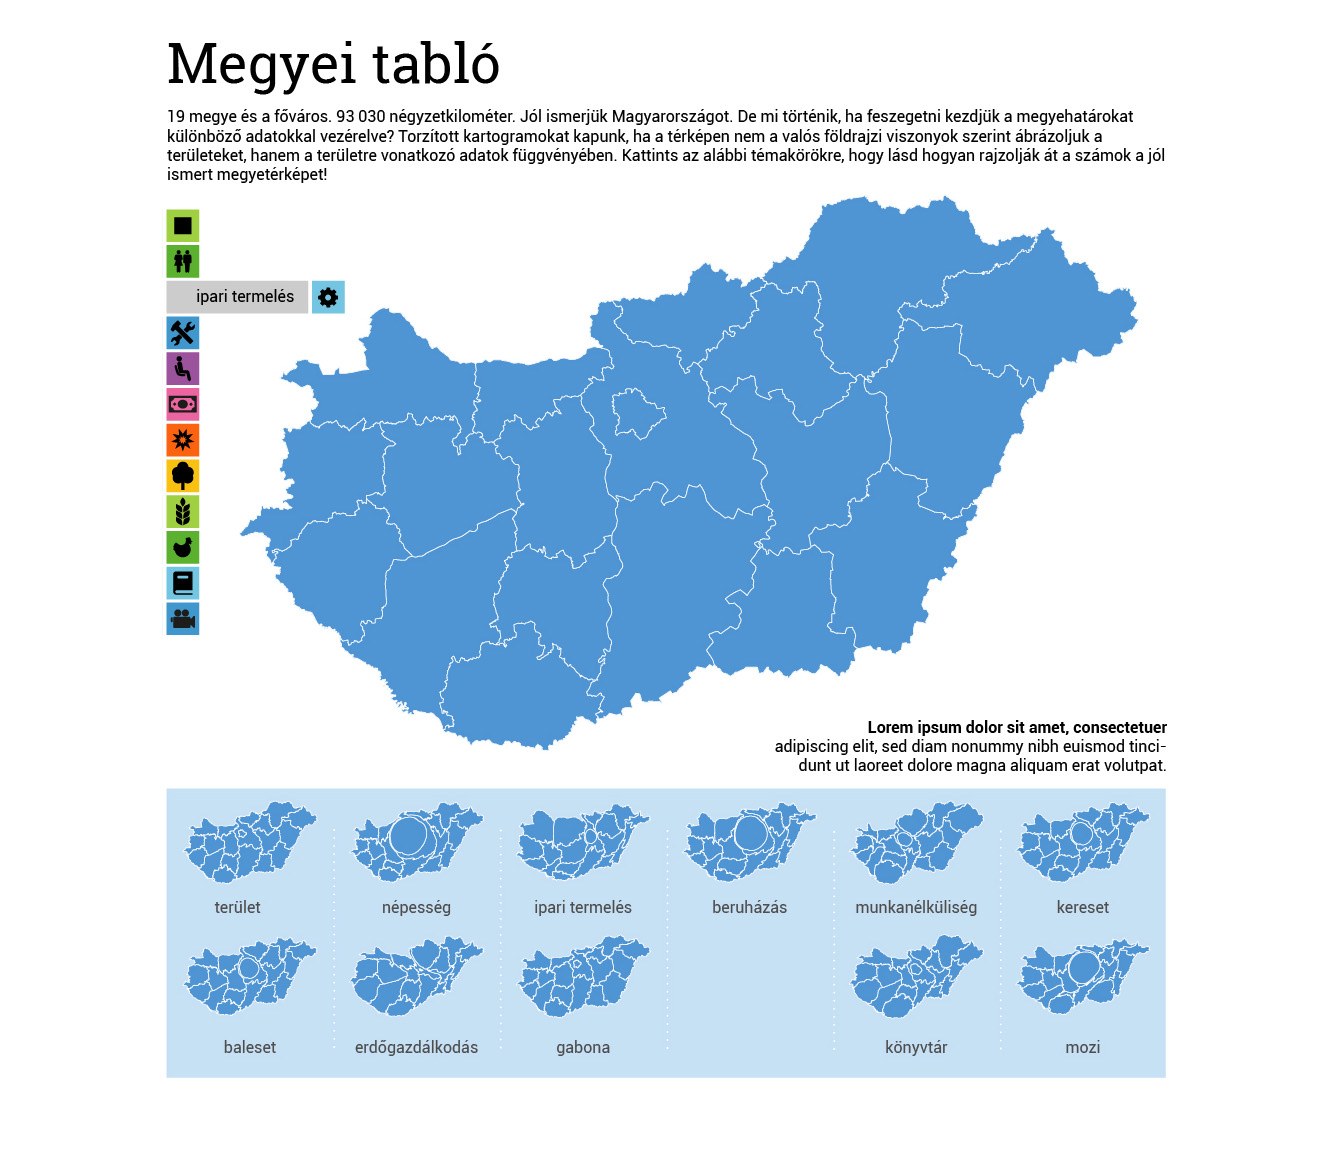 Megyei tabló
19 megye és a főváros. 93 030 négyzetkilométer. Jól ismerjük Magyarországot. De mi történik, ha feszegetni kezdjük a megyehatárokat
különböző adatokkal vezérelve? Torzított kartogramokat kapunk, ha a térképen nem a valós földrajzi viszonyok szerint ábrázoljuk a
területeket, hanem a területre vonatkozó adatok függvényében. Kattints az alábbi témakörökre, hogy lásd hogyan rajzolják át a számok a jól
ismert megyetérképet!
ipari termelés
Lorem ipsum dolor sit amet, consectetuer
adipiscing elit, sed diam nonummy nibh euismod tinci-
dunt ut laoreet dolore magna aliquam erat volutpat.
terület
népesség
ipari termelés
beruházás
munkanélküliség
kereset
baleset
erdőgazdálkodás
gabona
könyvtár
mozi